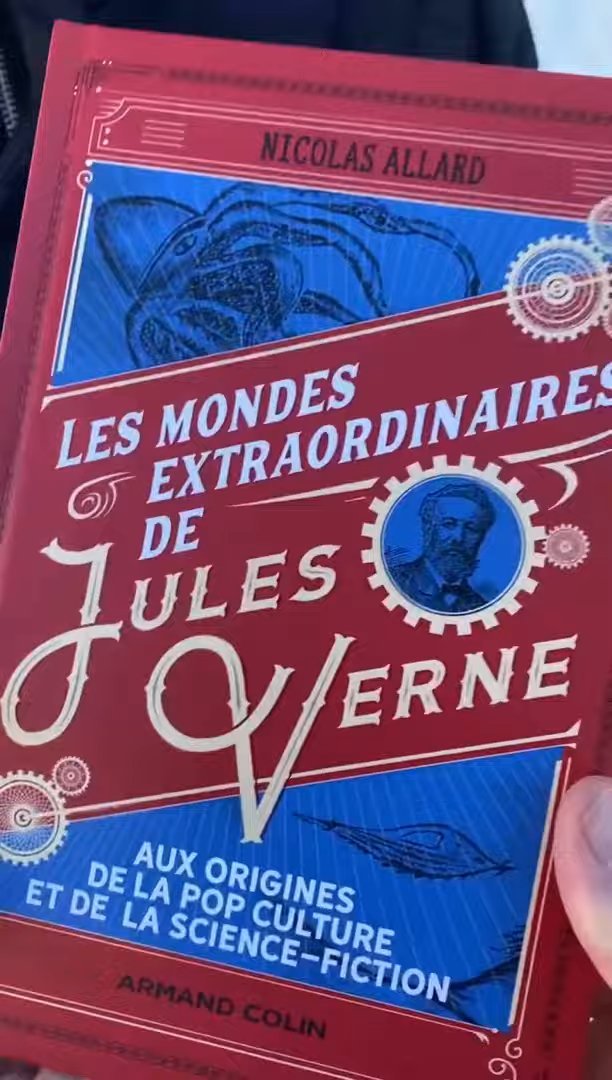 NICOLAS ALLARD
LES MONDES
EXTRAORDINAIRES
DE
JULES
VERNE
AUX ORIGINES
DE LA POP CULTURE
ET DE LA SCIENCE-FICTION
ARMAND COLIN